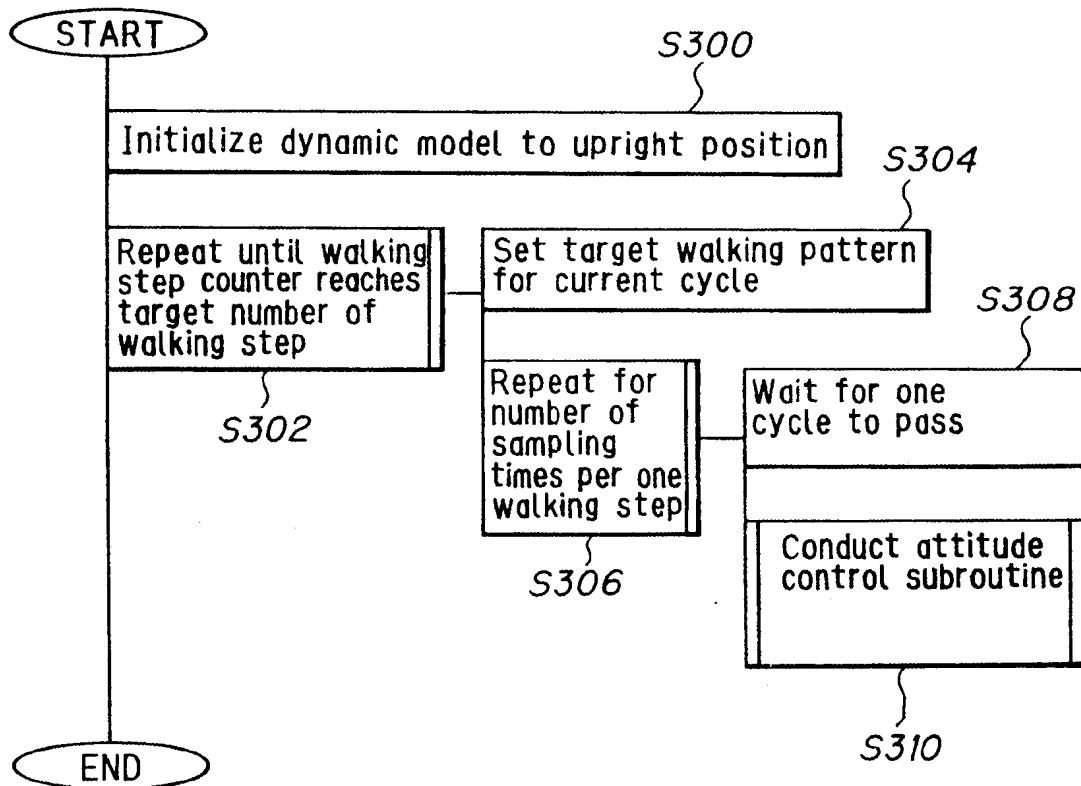 START
S300
Initialize dynamic model to upright position
S304
Repeat until walking
step counter reaches
target number of
walking step
S302
Set target walking pattern
for current cycle
S308
Repeat for
number of
sampling
times per one
walking step
S306
Wait for one
cycle to pass
Conduct attitude
control subroutine
S310
END